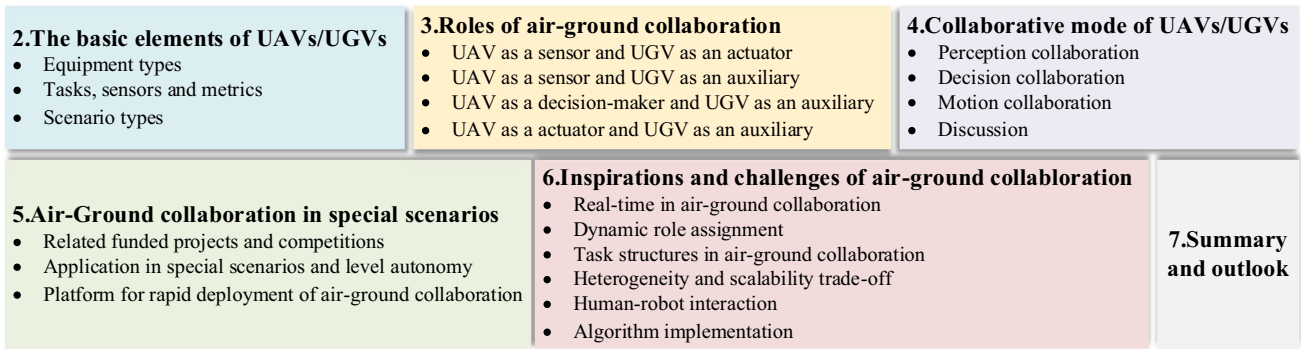 2.The basic elements of UAVs/UGVs
• Equipment types
• Tasks, sensors and metrics
• Scenario types
3.Roles of air-ground collaboration
• UAV as a sensor and UGV as an actuator
• UAV as a sensor and UGV as an auxiliary
• UAV as a decision-maker and UGV as an auxiliary
• UAV as a actuator and UGV as an auxiliary
4.Collaborative mode of UAVs/UGVs
• Perception collaboration
• Decision collaboration
• Motion collaboration
• Discussion
5.Air-Ground collaboration in special scenarios
• Related funded projects and competitions
• Application in special scenarios and level autonomy
• Platform for rapid deployment of air-ground collaboration
6.Inspirations and challenges of air-ground collabloration
• Real-time in air-ground collaboration
• Dynamic role assignment
• Task structures in air-ground collaboration
• Heterogeneity and scalability trade-off
• Human-robot interaction
• Algorithm implementation
7.Summary
and outlook